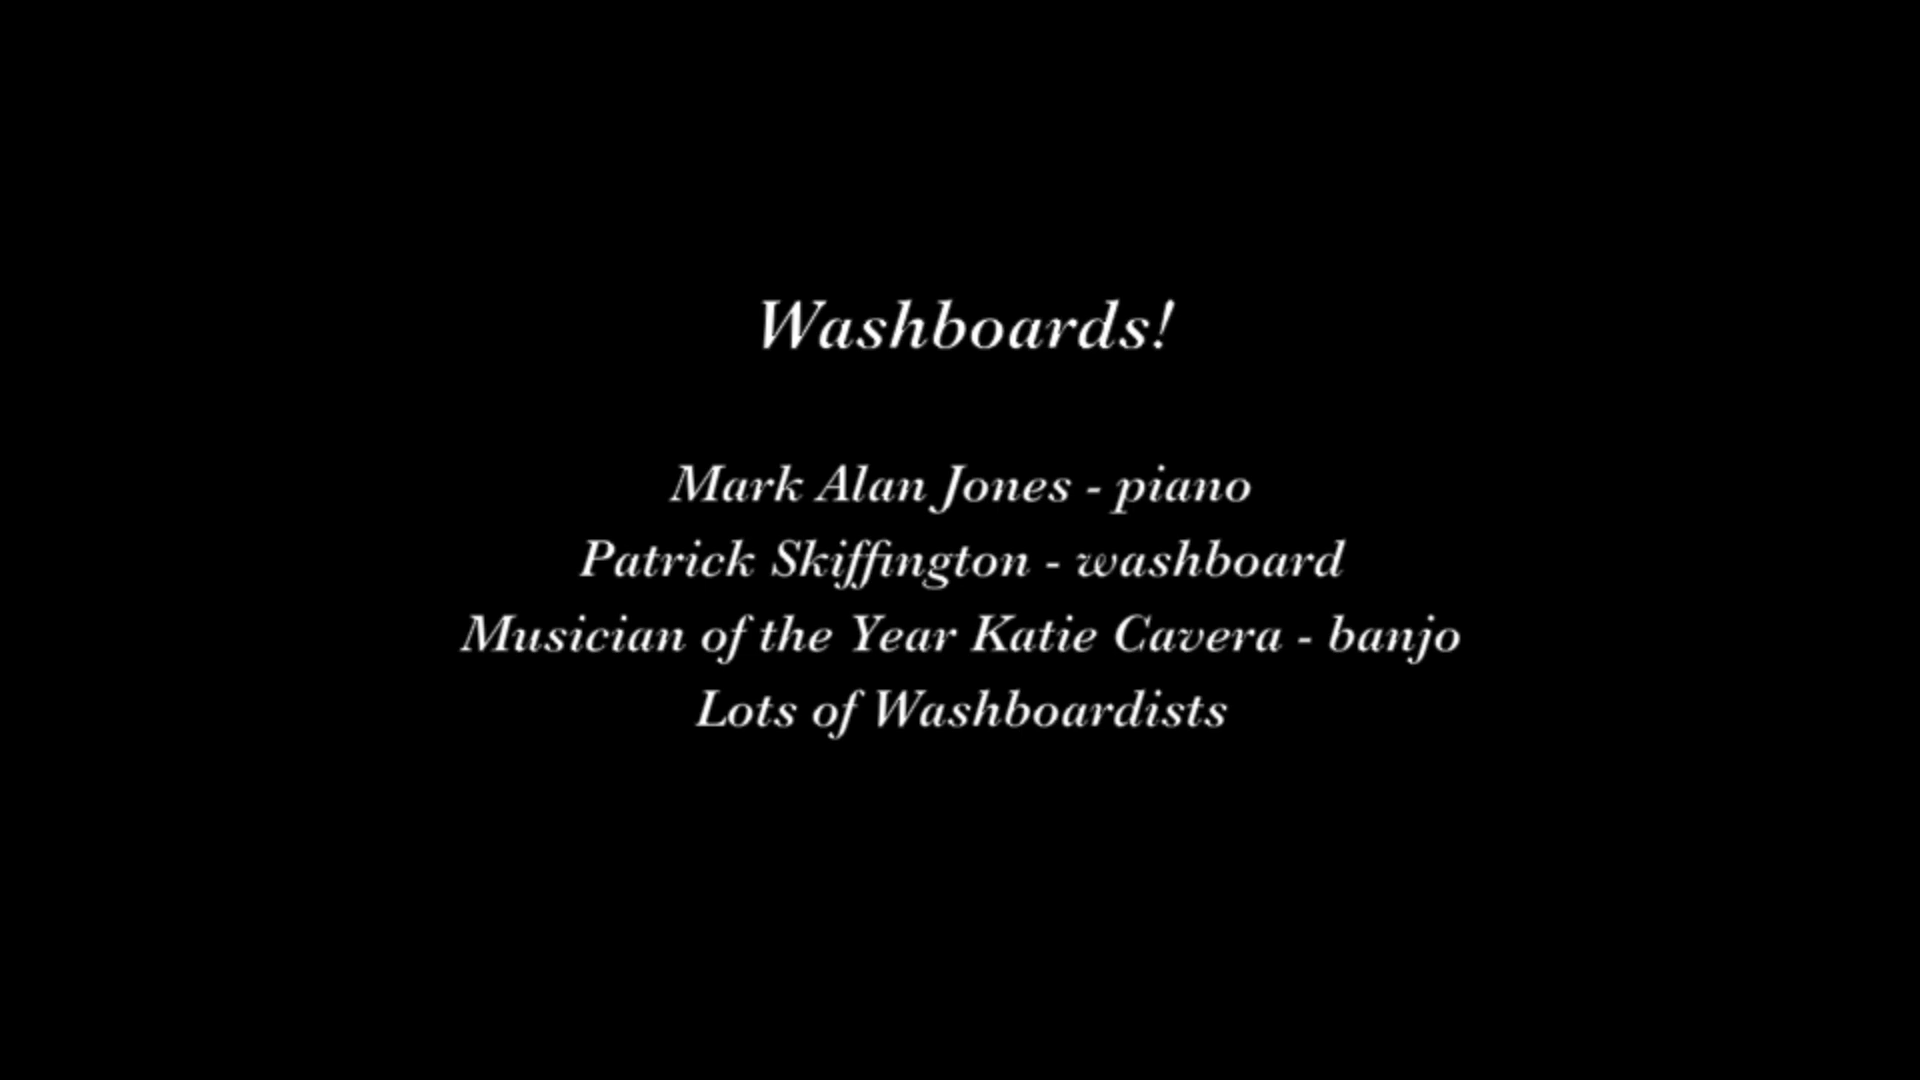 Washboards!
Mark Alan Jones - piano
Patrick Skiffington - washboard
Musician of the Year Katie Cavera - banjo
Lots of Washboardists